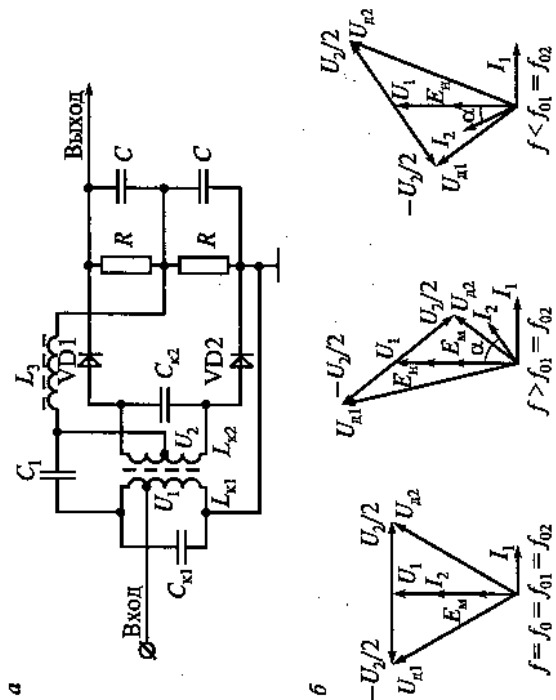 а
C₁
L₃
VD1
Выход
Вход
Cк1
U₁
Lк1
U₂
Lк2
Cк2
VD2
R
C
R
C
б
−U₂/2
U₂/2
Uд1
Uд2
U₁
I₂
Eм
I₁
f = f₀ = f₀₁ = f₀₂
−U₂/2
Uд1
U₁
U₂/2
Uд2
Eн
Eм
I₂
α
I₁
f > f₀₁ = f₀₂
U₂/2
Uд2
−U₂/2
Uд1
U₁
Eн
I₂
α
I₁
f < f₀₁ = f₀₂